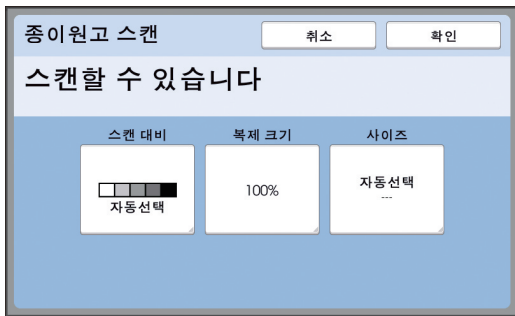 종이원고 스캔
취소
확인
스캔할 수 있습니다
스캔 대비
복제 크기
사이즈
자동선택
100%
자동선택
---